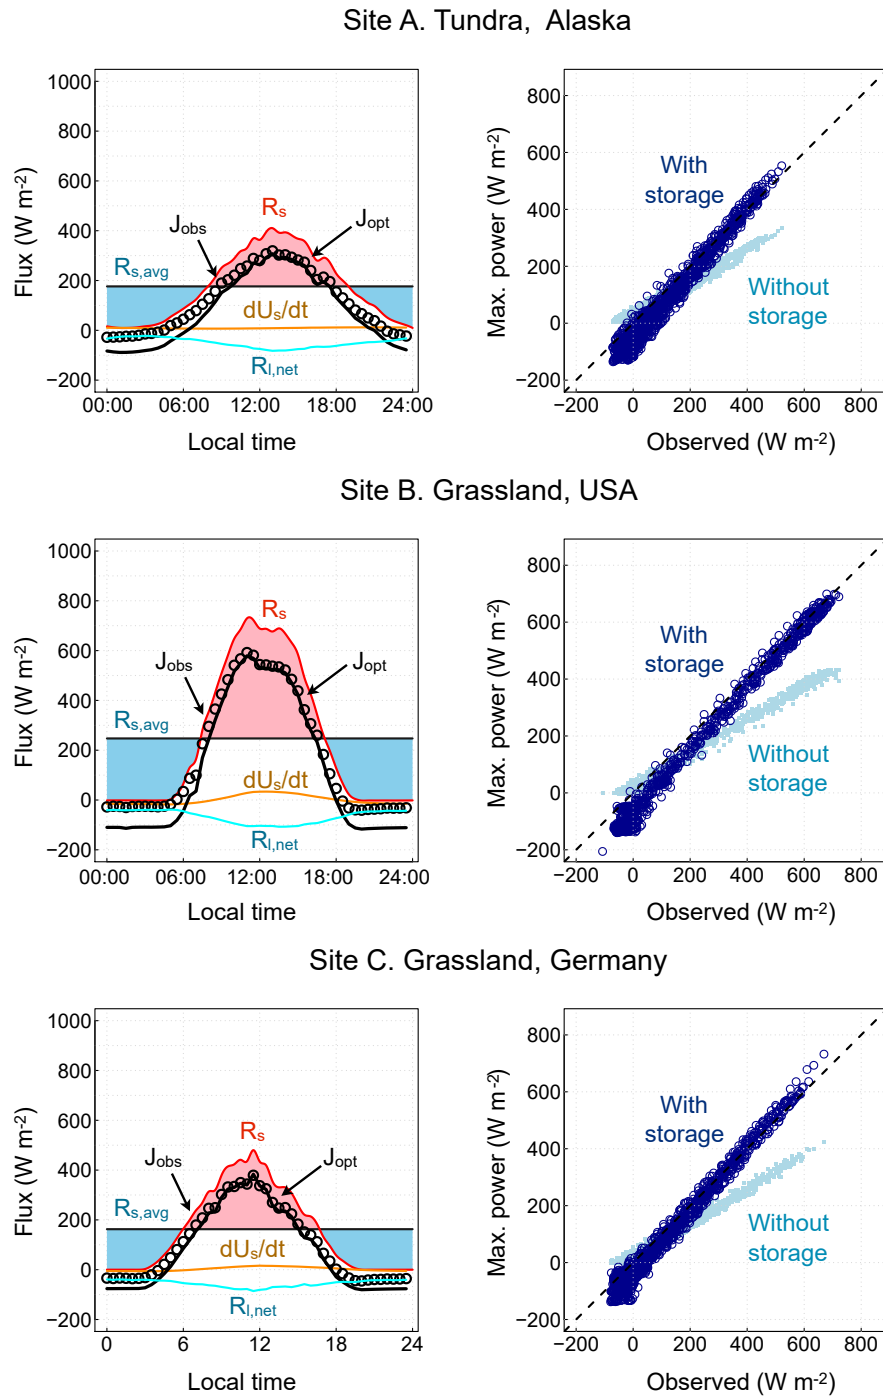 Site A. Tundra, Alaska
1000
800
600
400
200
0
−200
Flux (W m-2)
Rs
Jobs
Jopt
Rs,avg
dUs/dt
Rl,net
00:00 06:00 12:00 18:00 24:00
Local time
800
600
400
200
0
−200
Max. power (W m-2)
With
storage
Without
storage
−200 0 200 400 600 800
Observed (W m-2)
Site B. Grassland, USA
1000
800
600
400
200
0
−200
Flux (W m-2)
Rs
Jobs
Jopt
Rs,avg
dUs/dt
Rl,net
00:00 06:00 12:00 18:00 24:00
Local time
800
600
400
200
0
−200
Max. power (W m-2)
With
storage
Without
storage
−200 0 200 400 600 800
Observed (W m-2)
Site C. Grassland, Germany
1000
800
600
400
200
0
−200
Flux (W m-2)
Rs
Jobs
Jopt
Rs,avg
dUs/dt
Rl,net
0 6 12 18 24
Local time
800
600
400
200
0
−200
Max. power (W m-2)
With
storage
Without
storage
−200 0 200 400 600 800
Observed (W m-2)